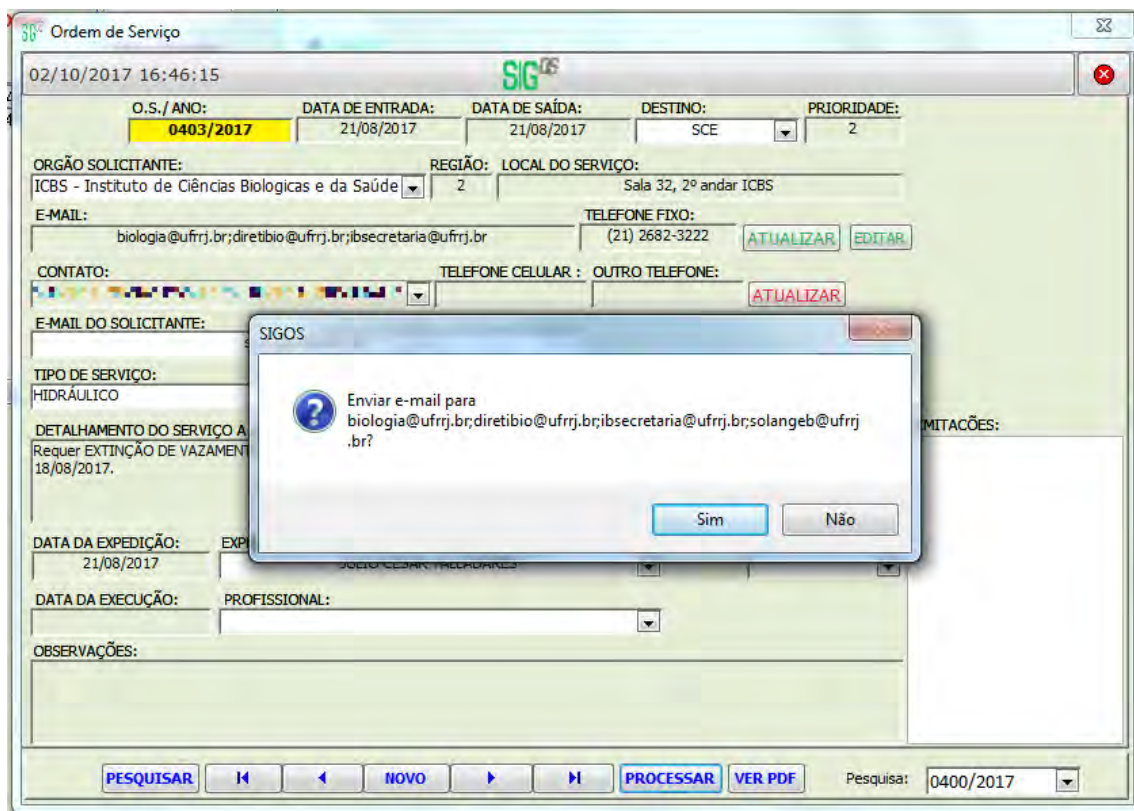 Ordem de Serviço
02/10/2017 16:46:15
SIGOS
O.S./ ANO: DATA DE ENTRADA: DATA DE SAÍDA: DESTINO: PRIORIDADE:
0403/2017 21/08/2017 21/08/2017 SCE 2
ORGÃO SOLICITANTE: REGIÃO: LOCAL DO SERVIÇO:
ICBS - Instituto de Ciências Biologicas e da Saúde 2 Sala 32, 2º andar ICBS
E-MAIL: TELEFONE FIXO:
biologia@ufrrj.br;diretibio@ufrrj.br;ibsecretaria@ufrrj.br (21) 2682-3222 ATUALIZAR EDITAR
CONTATO: TELEFONE CELULAR : OUTRO TELEFONE:
ATUALIZAR
E-MAIL DO SOLICITANTE:
SIGOS
TIPO DE SERVIÇO:
HIDRÁULICO
Enviar e-mail para
biologia@ufrrj.br;diretibio@ufrrj.br;ibsecretaria@ufrrj.br;solangeb@ufrrj
.br?
DETALHAMENTO DO SERVIÇO A
MITACÕES:
Requer EXTINÇÃO DE VAZAMENT
18/08/2017.
Sim Não
DATA DA EXPEDIÇÃO: EXP
21/08/2017
DATA DA EXECUÇÃO: PROFISSIONAL:
OBSERVAÇÕES:
PESQUISAR NOVO PROCESSAR VER PDF Pesquisa: 0400/2017